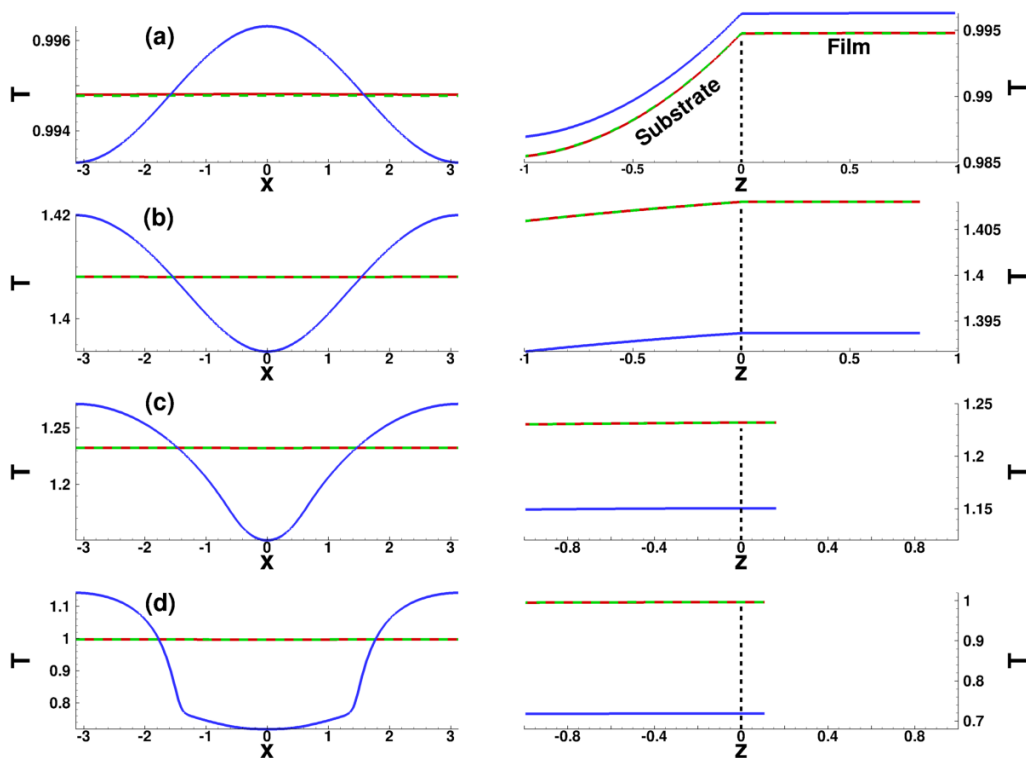 (a)
T
0.996
0.994
-3 -2 -1 0 1 2 3
x
Film
Substrate
T
0.995
0.99
0.985
-1 -0.5 0 0.5 1
z
(b)
T
1.42
1.4
-3 -2 -1 0 1 2 3
x
T
1.405
1.4
1.395
-1 -0.5 0 0.5 1
z
(c)
T
1.25
1.2
-3 -2 -1 0 1 2 3
x
T
1.25
1.2
1.15
-0.8 -0.4 0 0.4 0.8
z
(d)
T
1.1
1
0.9
0.8
-3 -2 -1 0 1 2 3
x
T
1
0.9
0.8
0.7
-0.8 -0.4 0 0.4 0.8
z